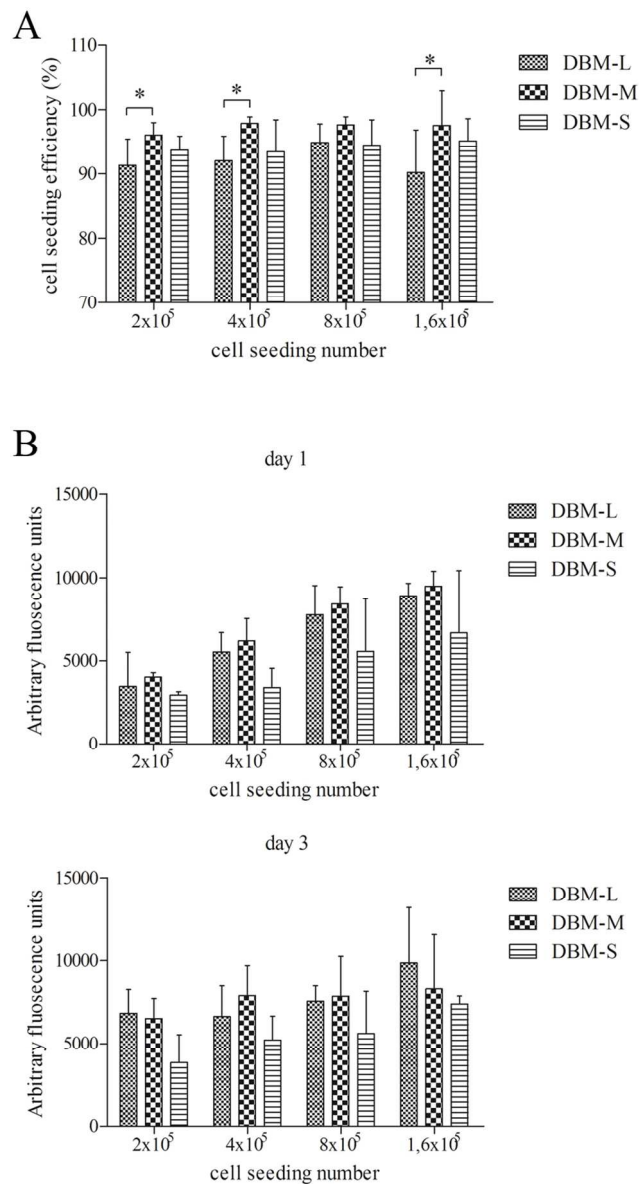 A
110
100
90
80
70
cell seeding efficiency (%)
* * *
DBM-L
DBM-M
DBM-S
2x10⁵ 4x10⁵ 8x10⁵ 1,6x10⁵
cell seeding number
B
day 1
15000
10000
5000
0
Arbitrary fluosecence units
DBM-L
DBM-M
DBM-S
2x10⁵ 4x10⁵ 8x10⁵ 1,6x10⁵
cell seeding number
day 3
15000
10000
5000
0
Arbitrary fluosecence units
DBM-L
DBM-M
DBM-S
2x10⁵ 4x10⁵ 8x10⁵ 1,6x10⁵
cell seeding number